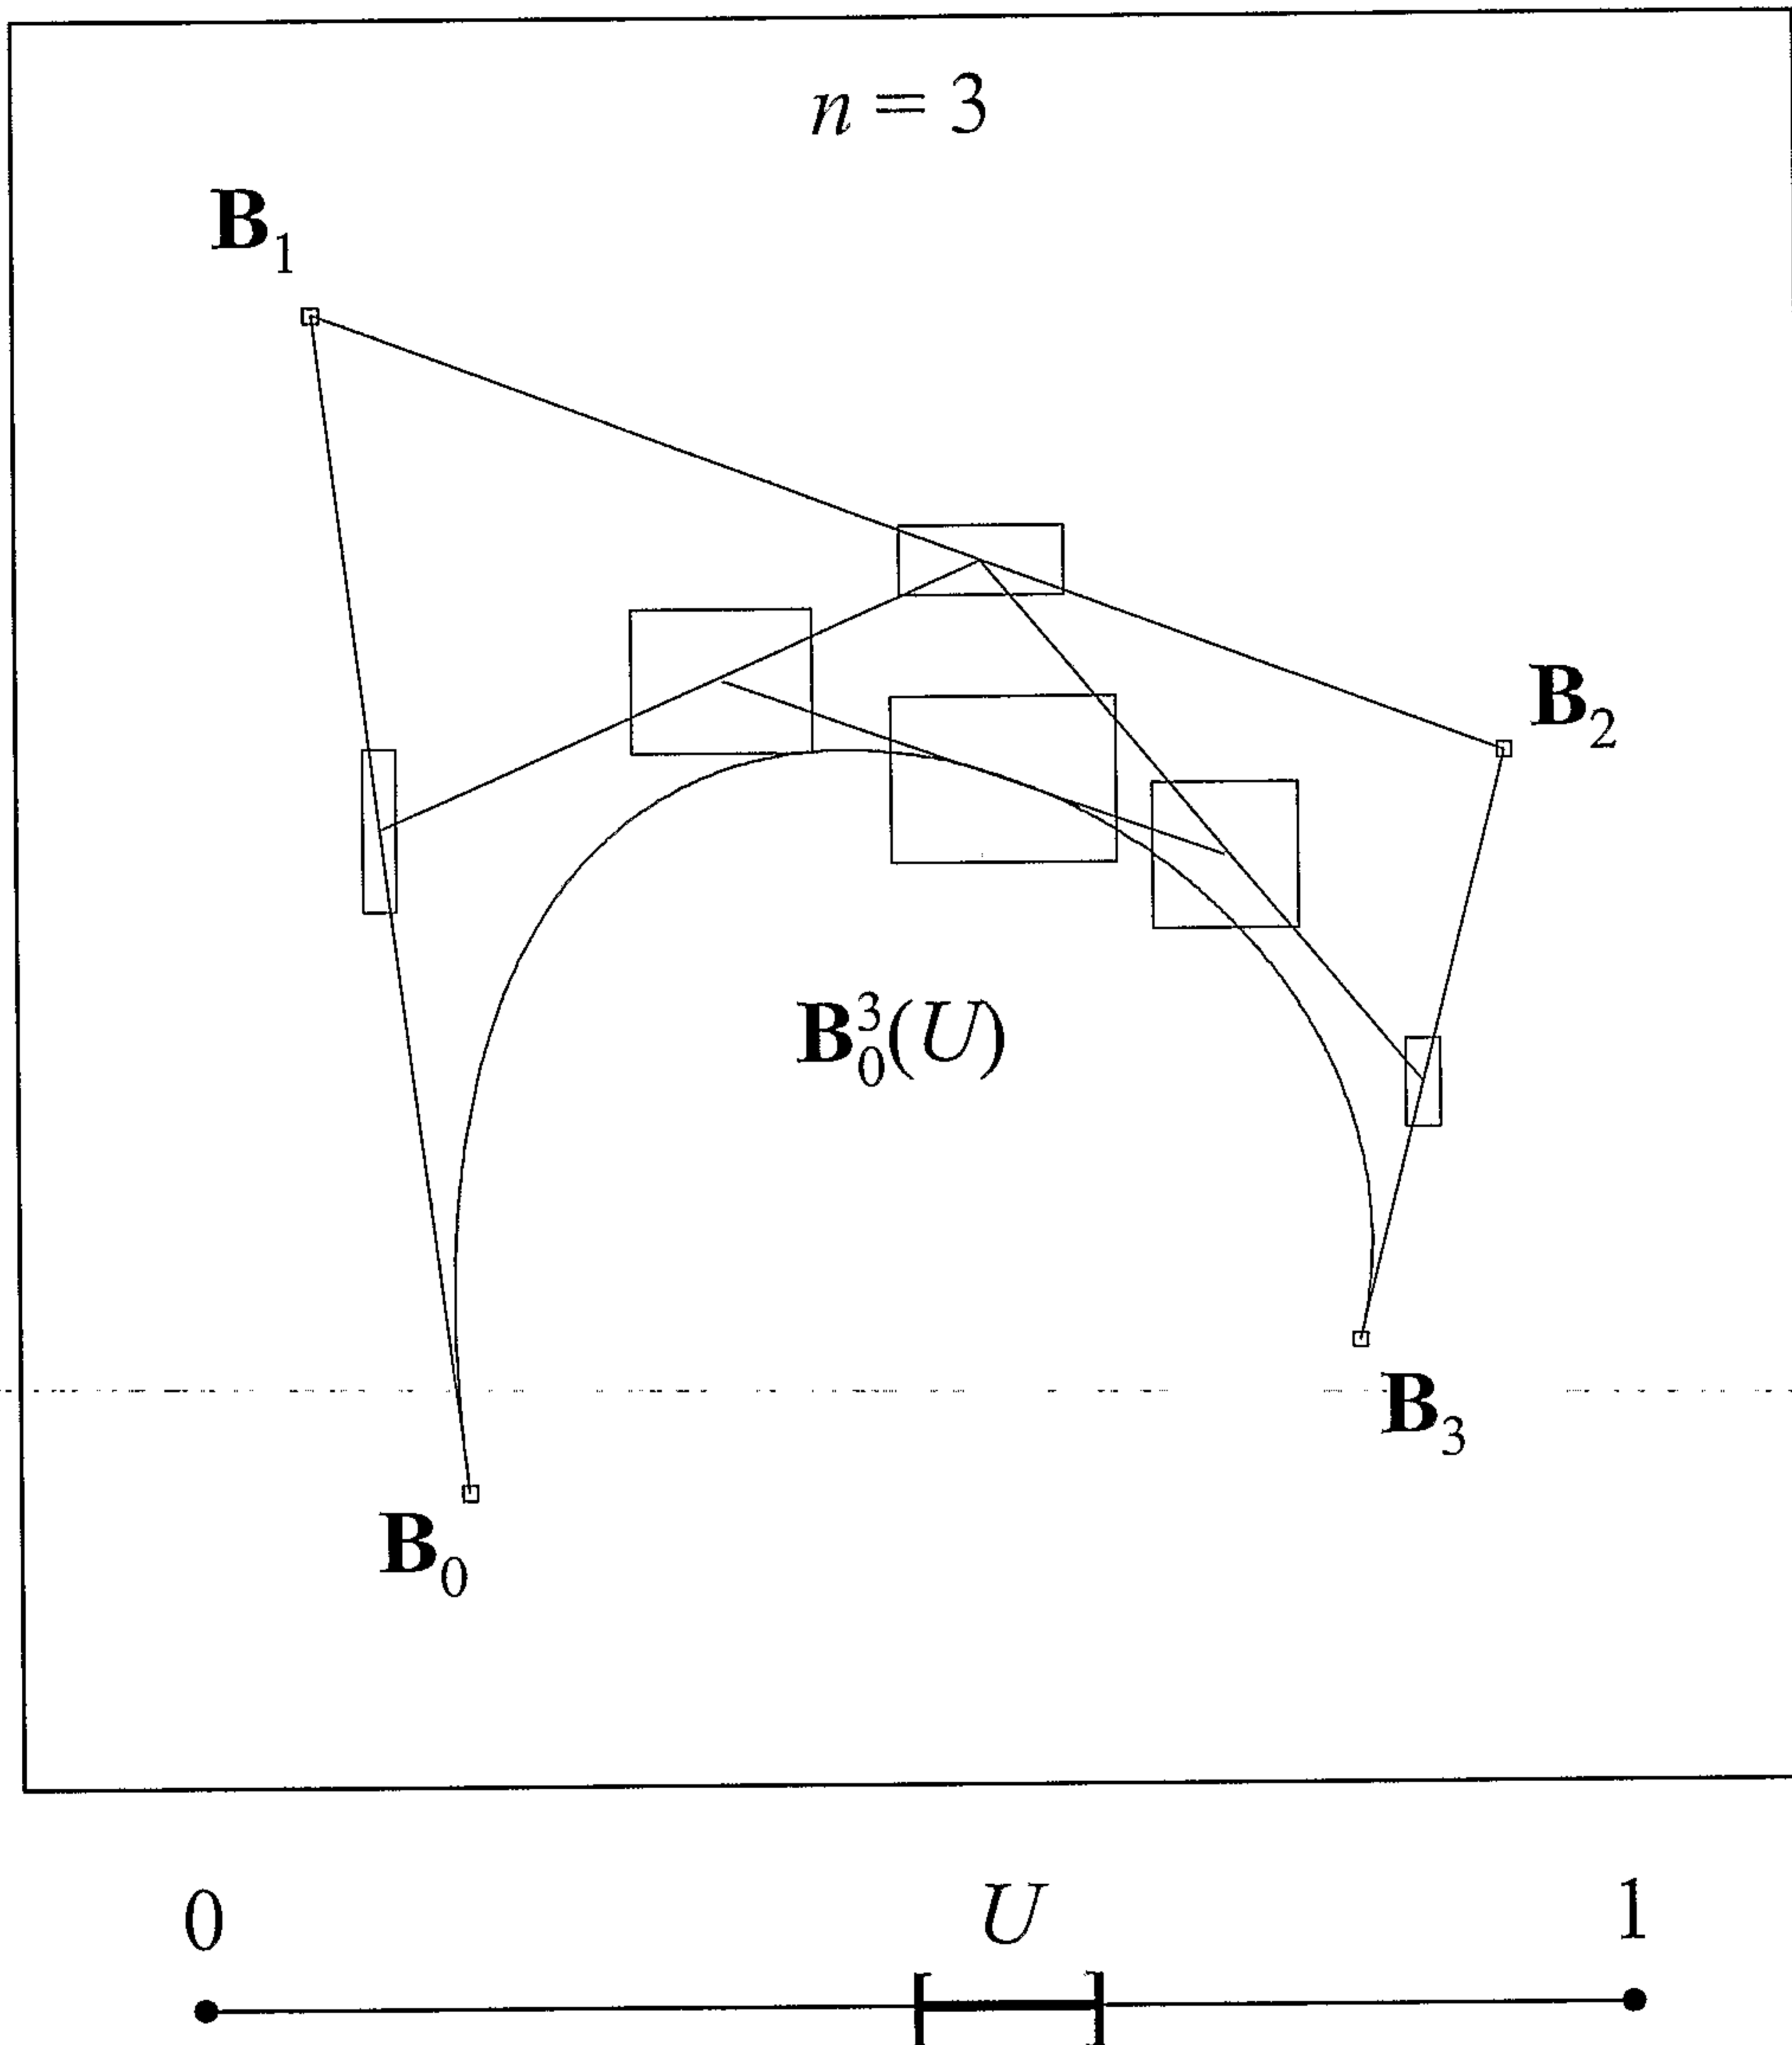 n = 3
B₁
B₂
B₀³(U)
B₃
B₀
0 U 1